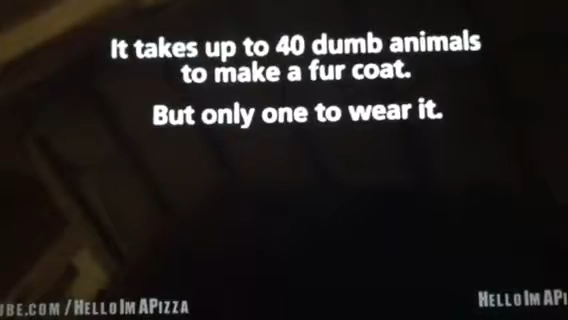 It takes up to 40 dumb animals
to make a fur coat.
But only one to wear it.
UBE.COM/HELLOIMAPIZZA
HELLOIMAPI